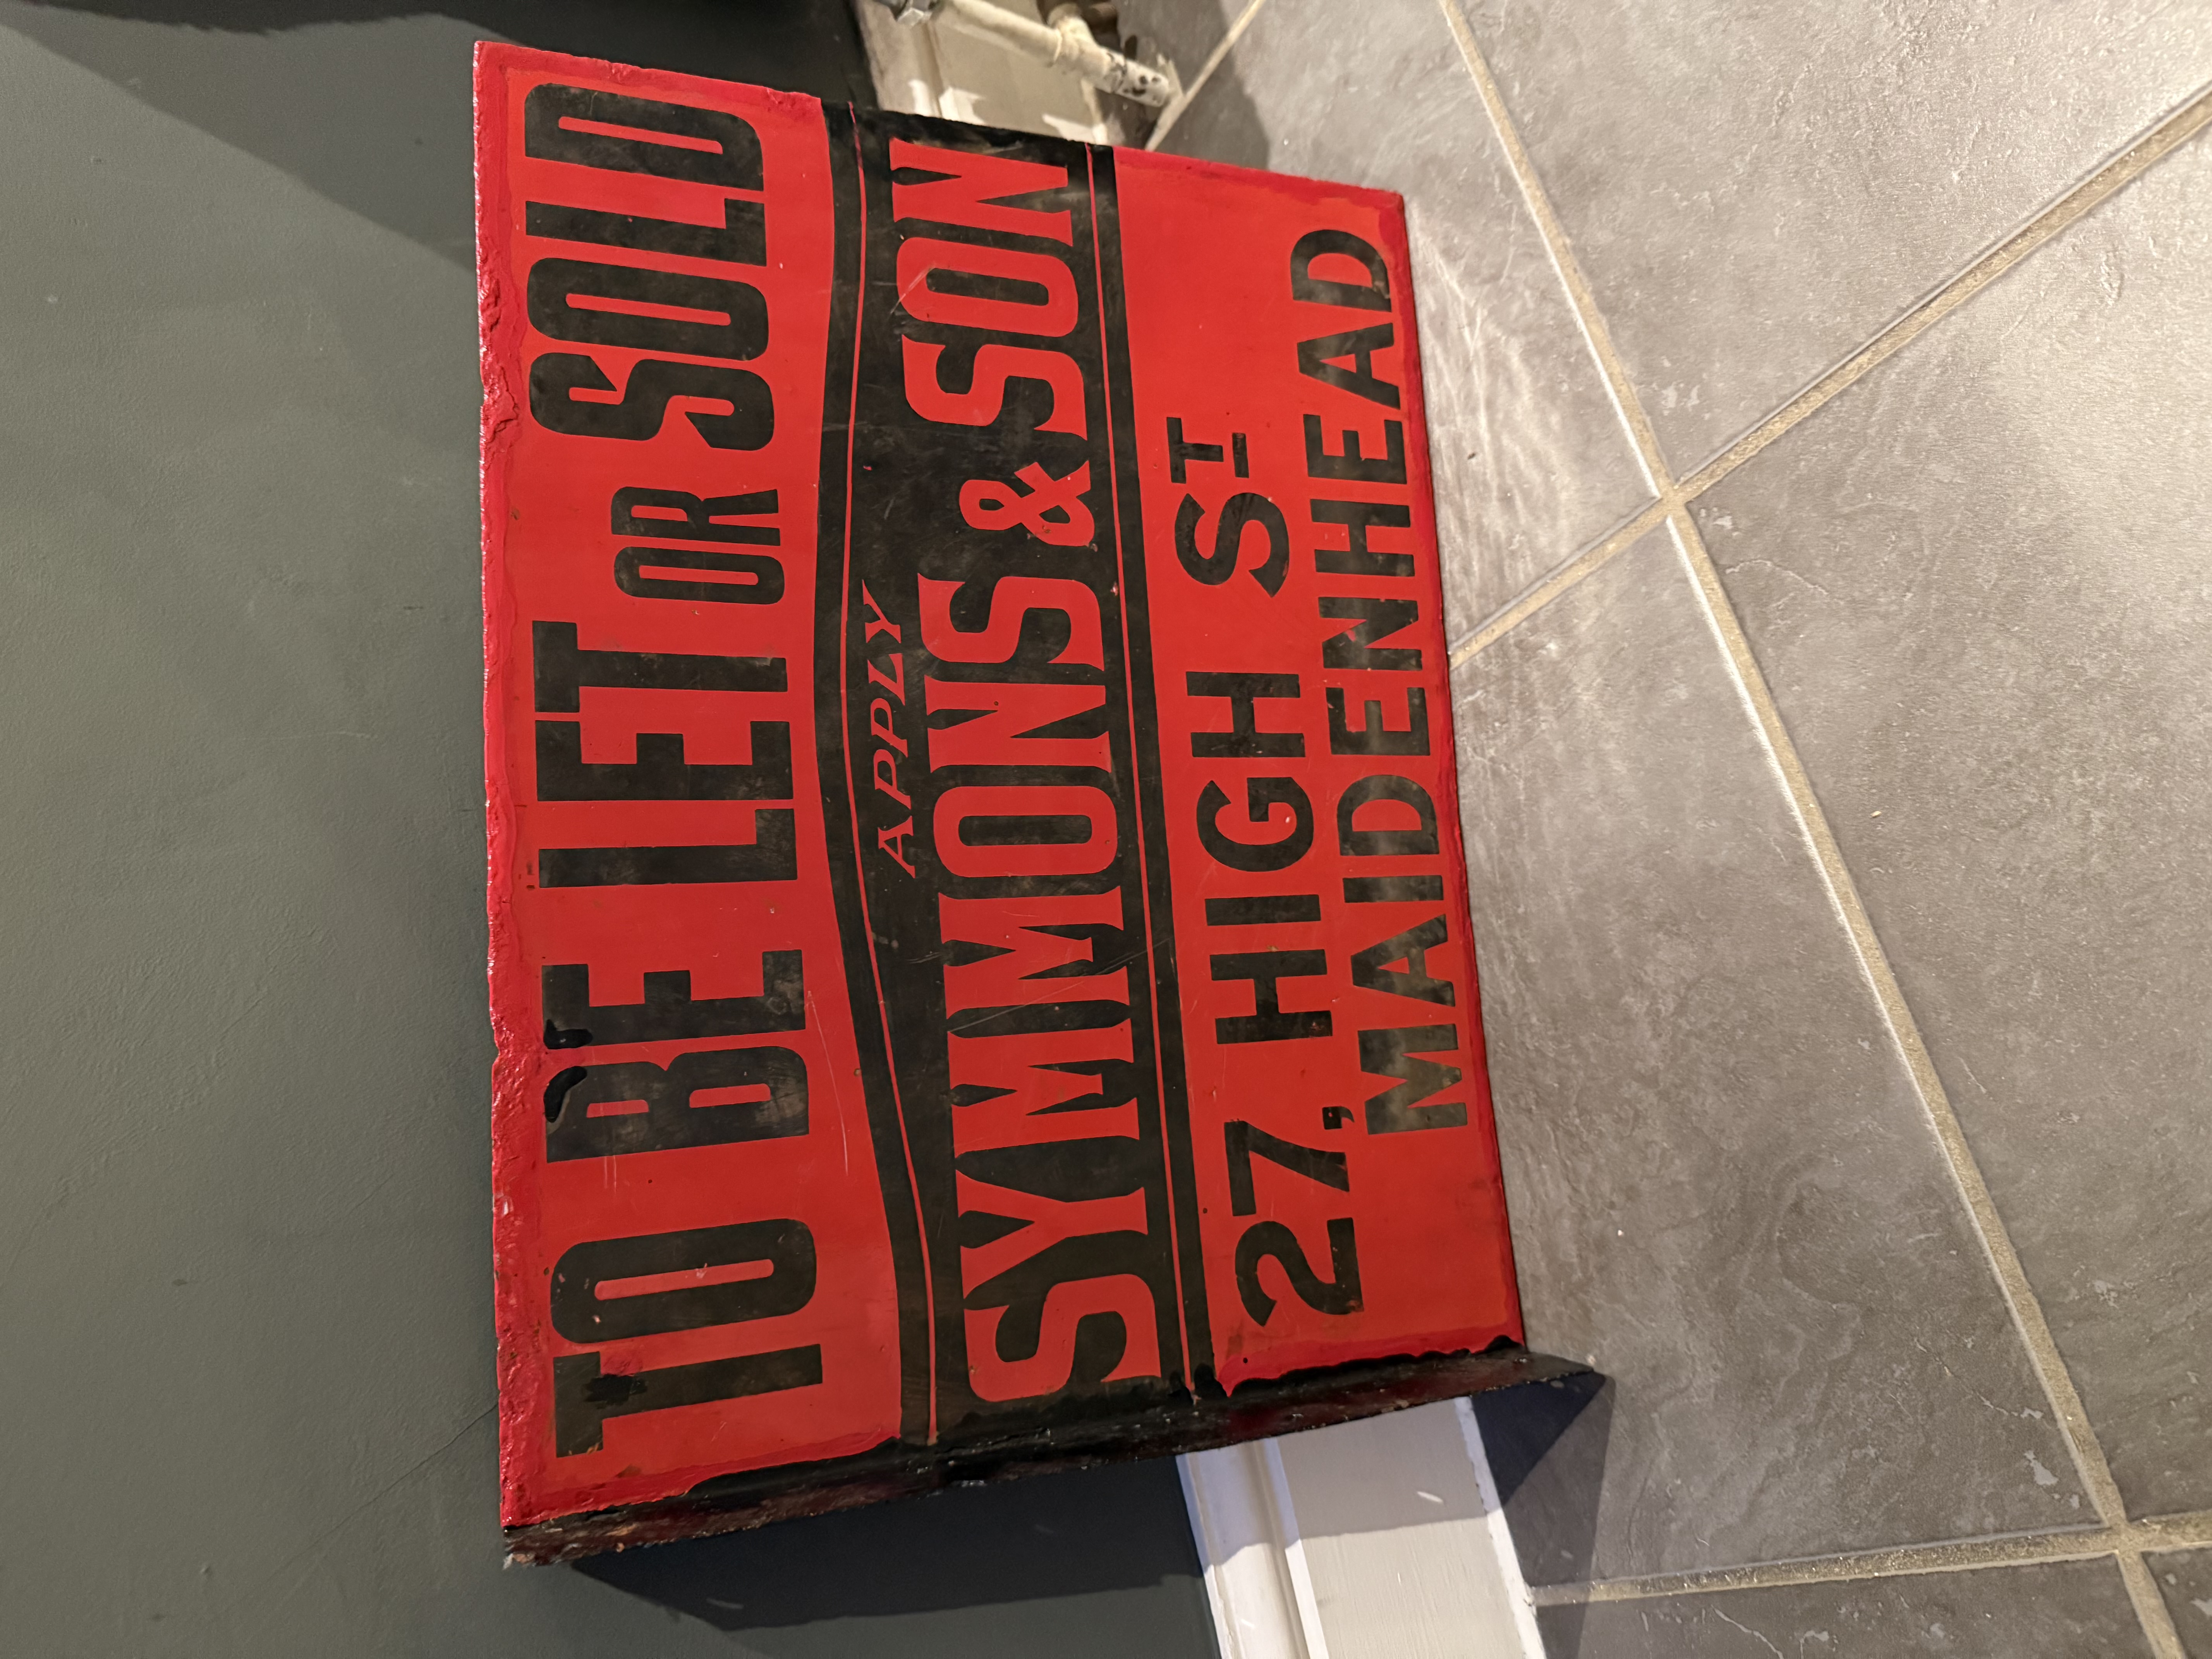 TO BE LET OR SOLD
APPLY
SYMMONS & SON
27, HIGH ST
MAIDENHEAD